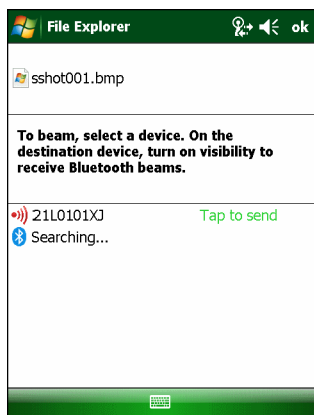 File Explorer ok
sshot001.bmp
To beam, select a device. On the
destination device, turn on visibility to
receive Bluetooth beams.
21L0101XJ Tap to send
Searching...